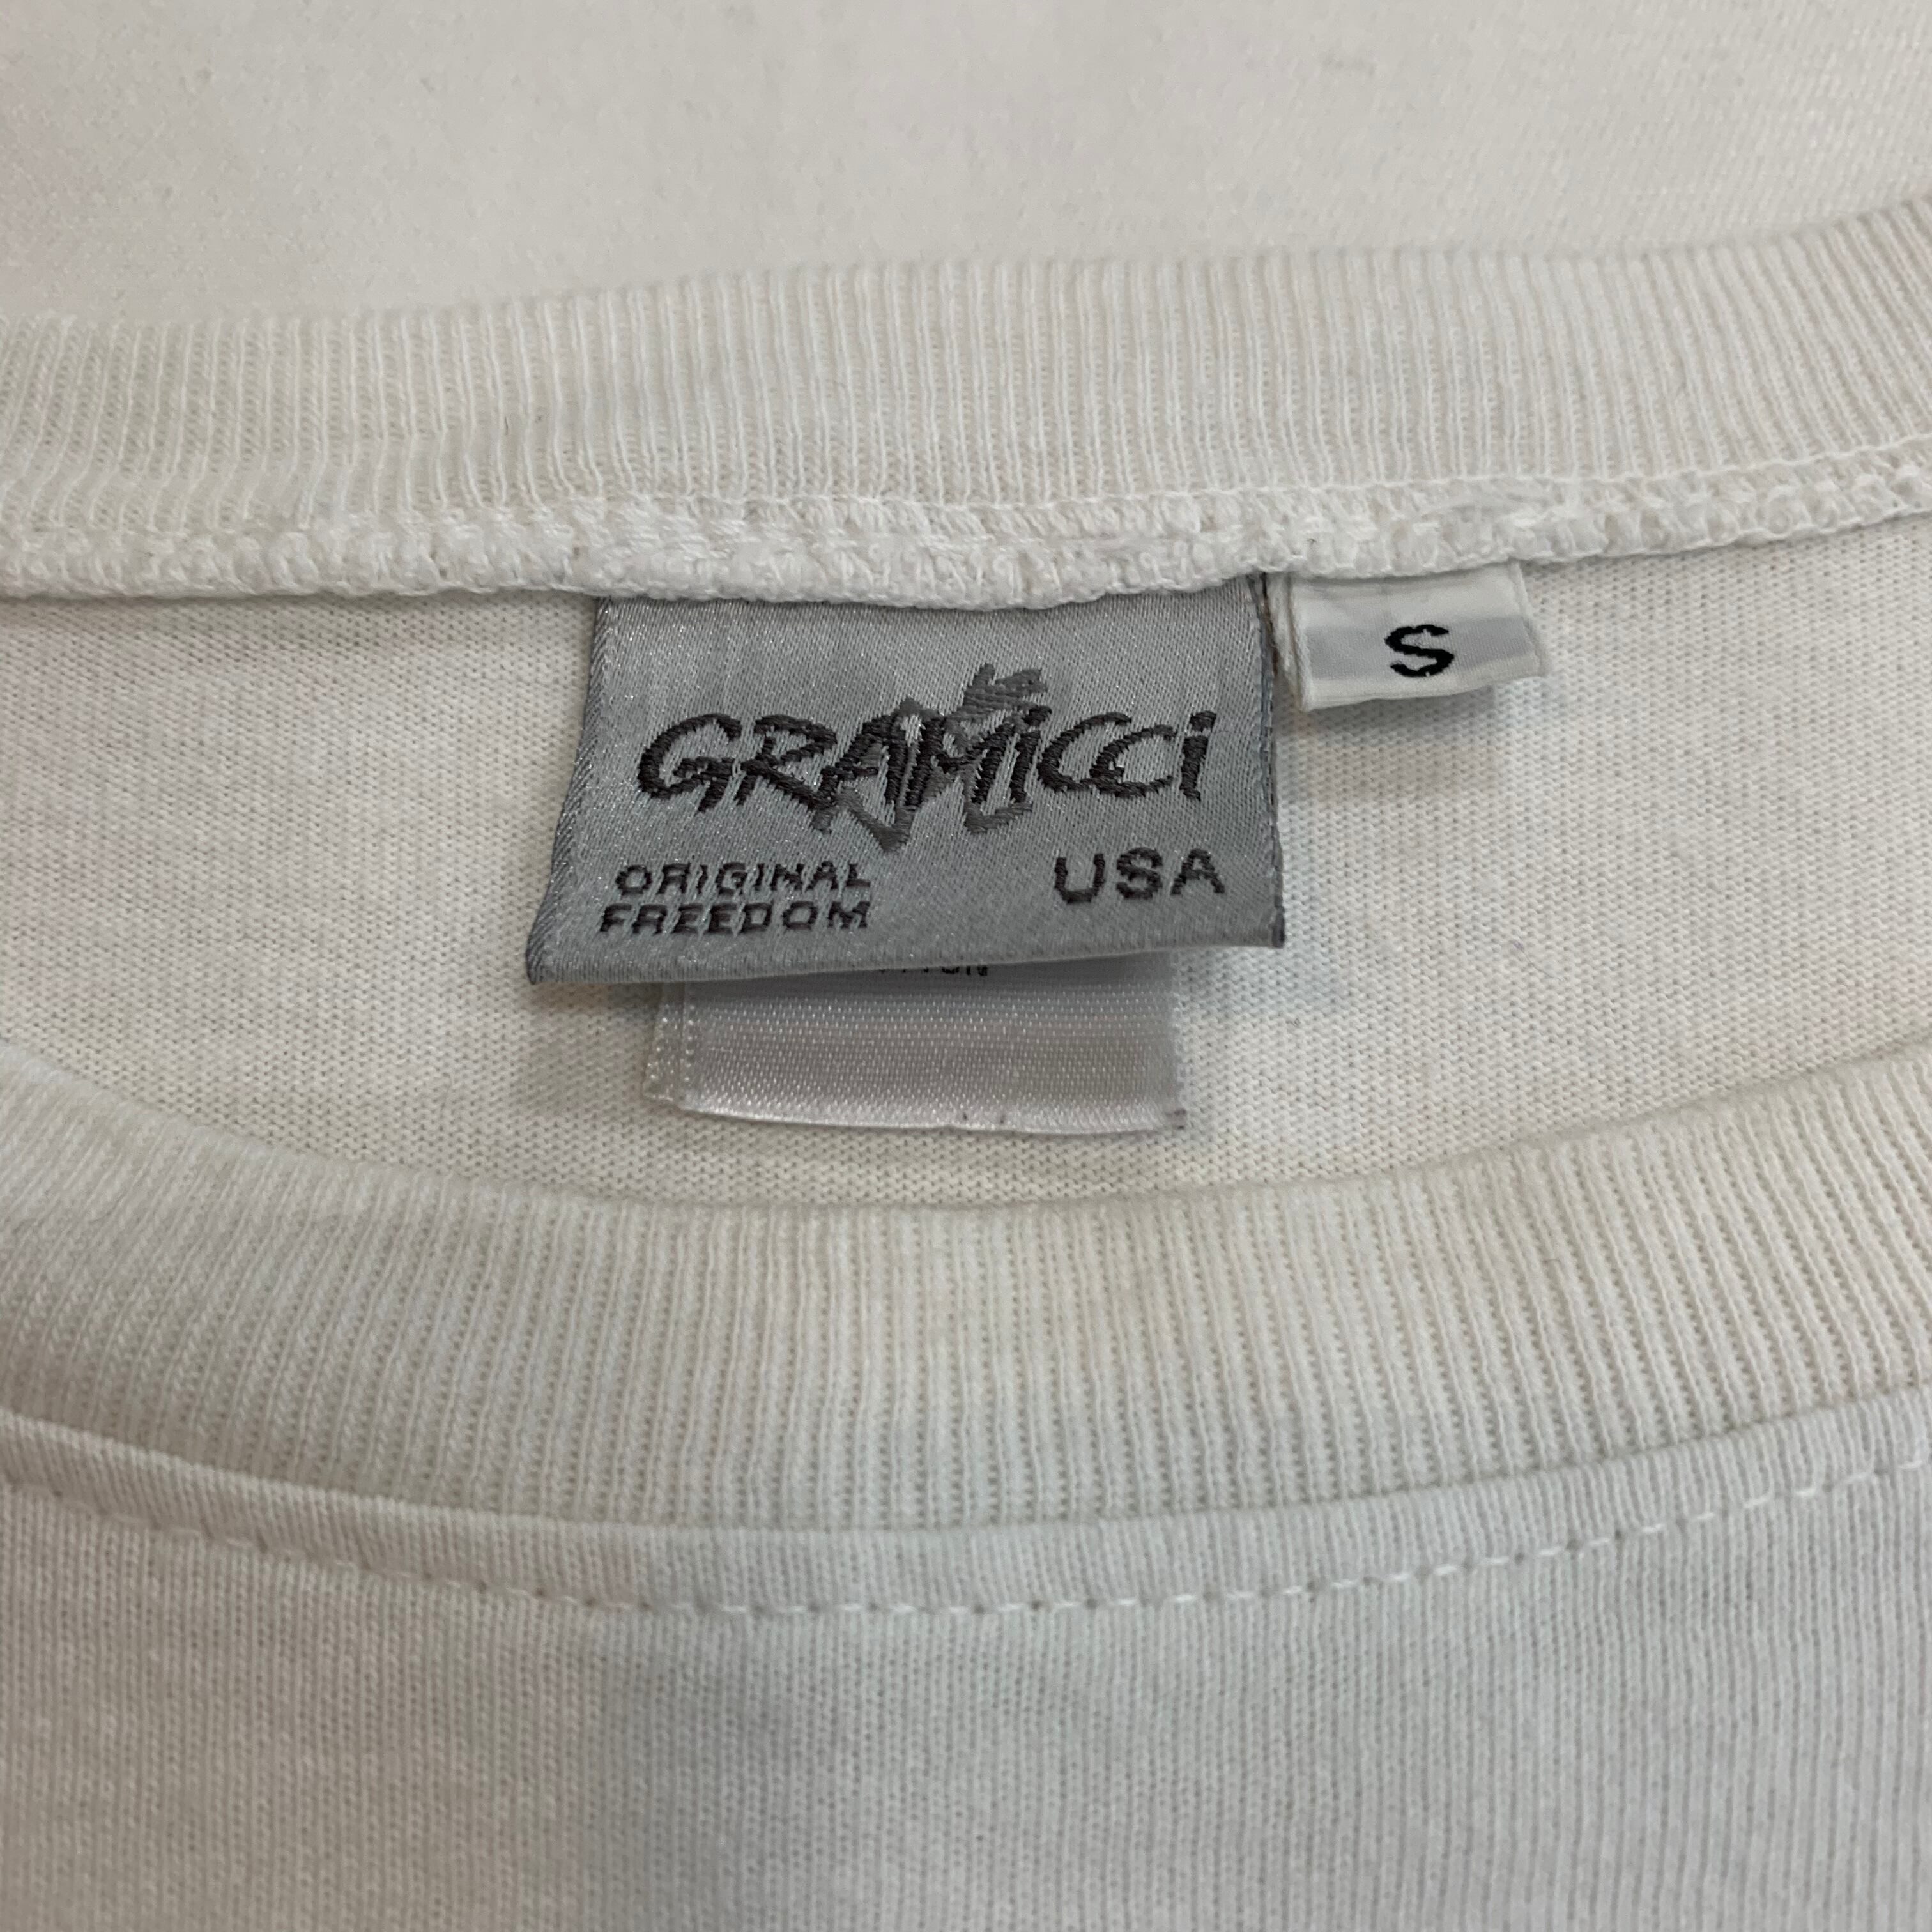 GRAMiCCi
S
ORIGINAL
FREEDOM
USA